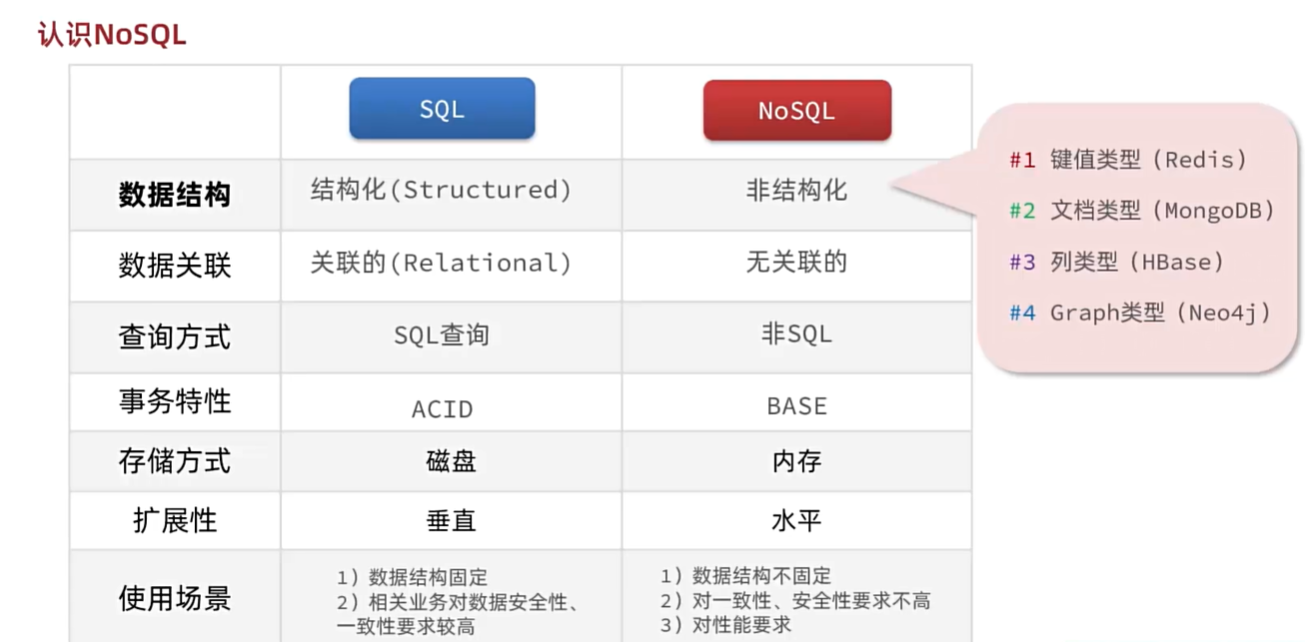 认识NoSQL
SQL
NoSQL
数据结构
结构化(Structured)
非结构化
数据关联
关联的(Relational)
无关联的
查询方式
SQL查询
非SQL
事务特性
ACID
BASE
存储方式
磁盘
内存
扩展性
垂直
水平
使用场景
1）数据结构固定
2）相关业务对数据安全性、
一致性要求较高
1）数据结构不固定
2）对一致性、安全性要求不高
3）对性能要求
#1 键值类型（Redis）
#2 文档类型（MongoDB）
#3 列类型（HBase）
#4 Graph类型（Neo4j）